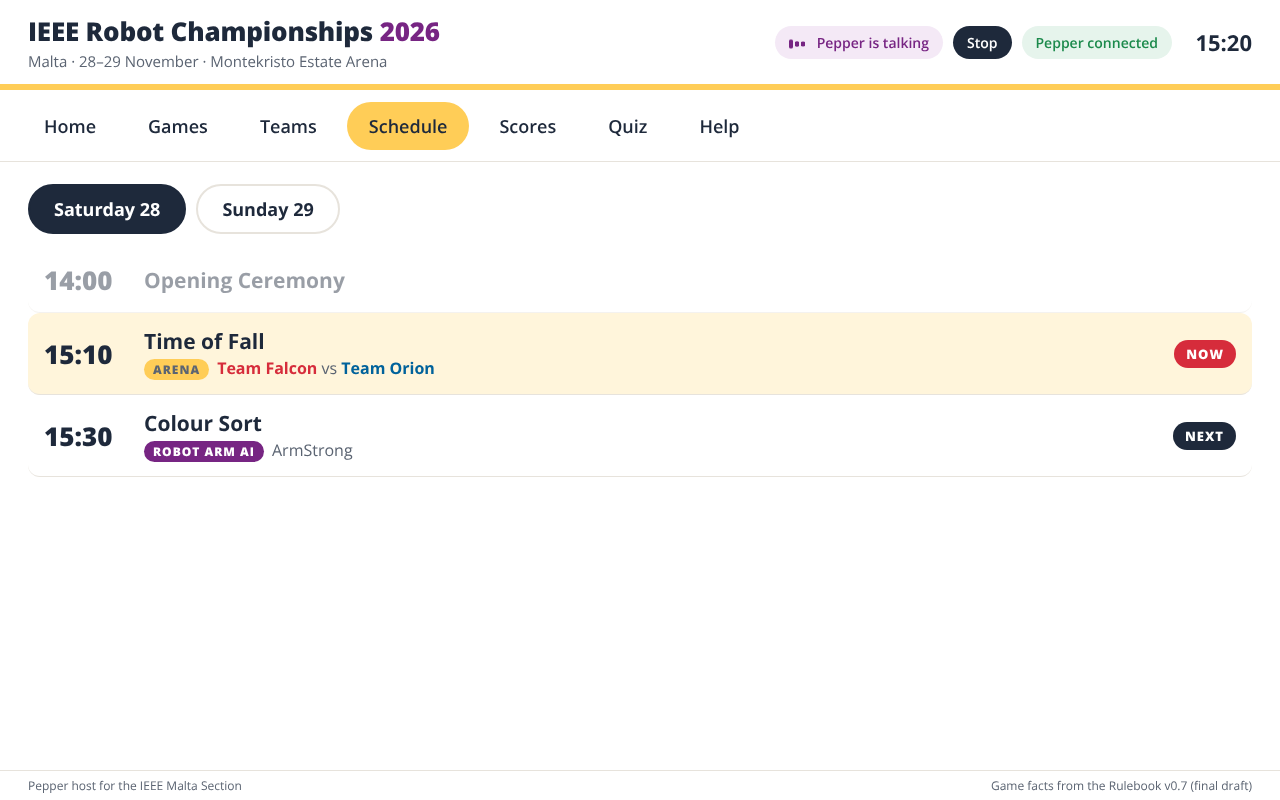 IEEE Robot Championships 2026
Malta · 28–29 November · Montekristo Estate Arena
Pepper is talking
Stop
Pepper connected
15:20
Home Games Teams Schedule Scores Quiz Help
Saturday 28 Sunday 29
14:00 Opening Ceremony
15:10 Time of Fall
ARENA Team Falcon vs Team Orion
NOW
15:30 Colour Sort
ROBOT ARM AI ArmStrong
NEXT
Pepper host for the IEEE Malta Section
Game facts from the Rulebook v0.7 (final draft)